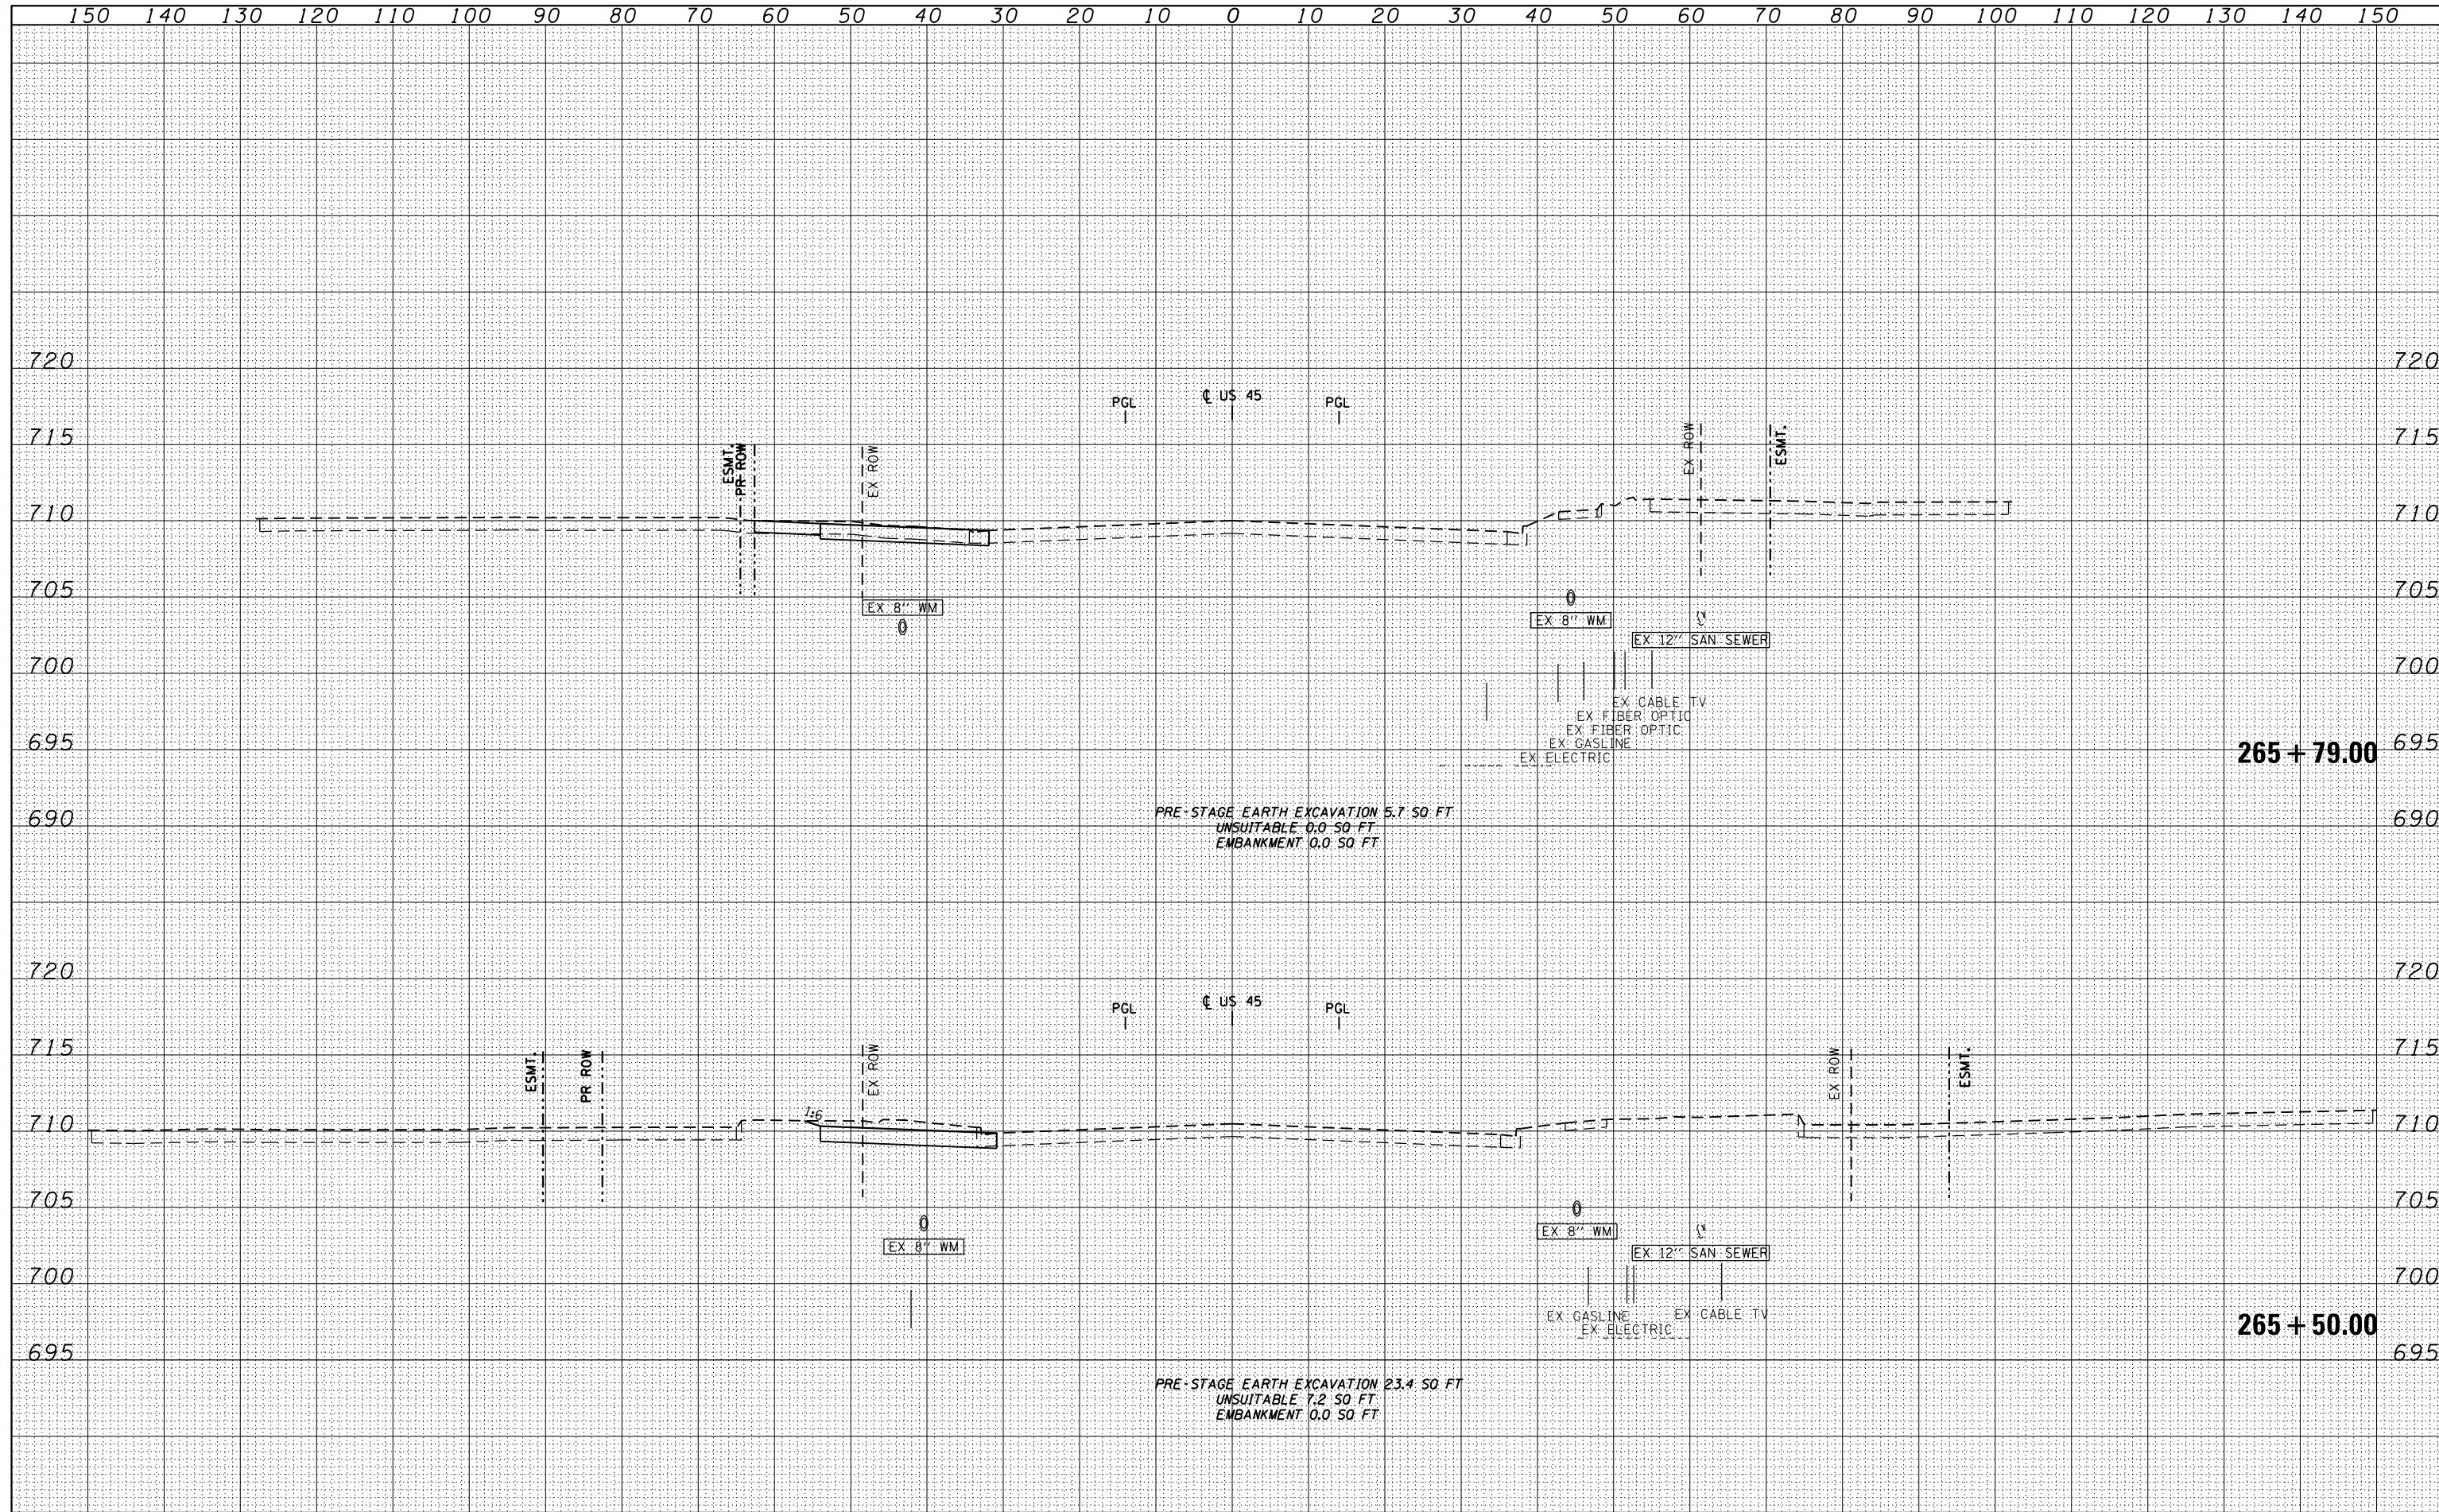 150 140 130 120 110 100 90 80 70 60 50 40 30 20 10 0 10 20 30 40 50 60 70 80 90 100 110 120 130 140 150
720 720
℄ US 45
PGL PGL
715 715
ESMT.
PR ROW
EX ROW
EX ROW
ESMT.
710 710
705 705
EX 8'' WM
EX 8'' WM
EX 12'' SAN SEWER
700 700
EX CABLE TV
EX FIBER OPTIC
EX FIBER OPTIC
EX GASLINE
EX ELECTRIC
695 695
265 + 79.00
PRE-STAGE EARTH EXCAVATION 5.7 SQ FT
UNSUITABLE 0.0 SQ FT
EMBANKMENT 0.0 SQ FT
690 690
720 720
℄ US 45
PGL PGL
715 715
ESMT.
PR ROW
EX ROW
EX ROW
ESMT.
1:6
710 710
705 705
EX 8'' WM
EX 8'' WM
EX 12'' SAN SEWER
700 700
EX GASLINE EX CABLE TV
EX ELECTRIC
265 + 50.00
695 695
PRE-STAGE EARTH EXCAVATION 23.4 SQ FT
UNSUITABLE 7.2 SQ FT
EMBANKMENT 0.0 SQ FT